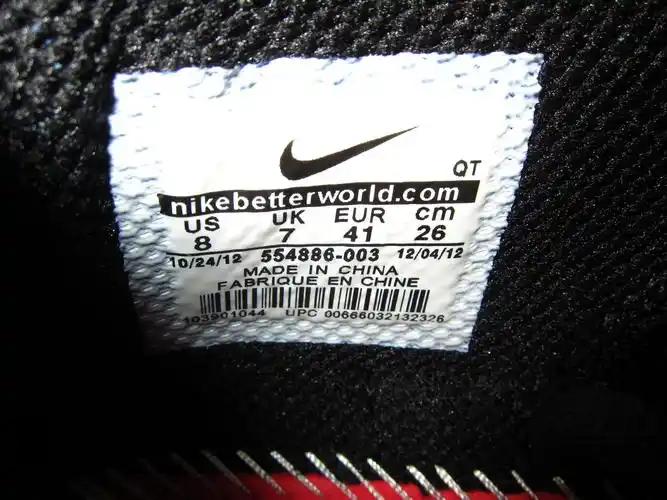 QT
nikebetterworld.com
US UK EUR cm
8 7 41 26
10/24/12 554886-003 12/04/12
MADE IN CHINA
FABRIQUE EN CHINE
103901044 UPC 00666032132326